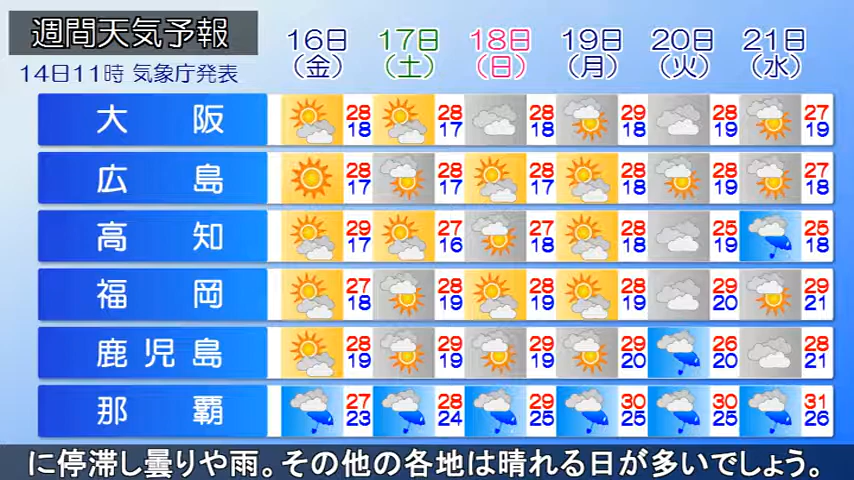 週間天気予報
14日11時 気象庁発表
16日 17日 18日 19日 20日 21日
(金) (土) (日) (月) (火) (水)
大阪 28 18 28 17 28 18 29 18 28 19 27 19
広島 28 17 28 17 28 17 28 18 28 19 27 18
高知 29 17 27 16 27 18 28 18 25 19 25 18
福岡 27 18 28 19 28 19 28 19 29 20 29 21
鹿児島 28 19 29 19 29 19 29 20 26 20 28 21
那覇 27 23 28 24 29 25 30 25 30 25 31 26
に停滞し曇りや雨。その他の各地は晴れる日が多いでしょう。